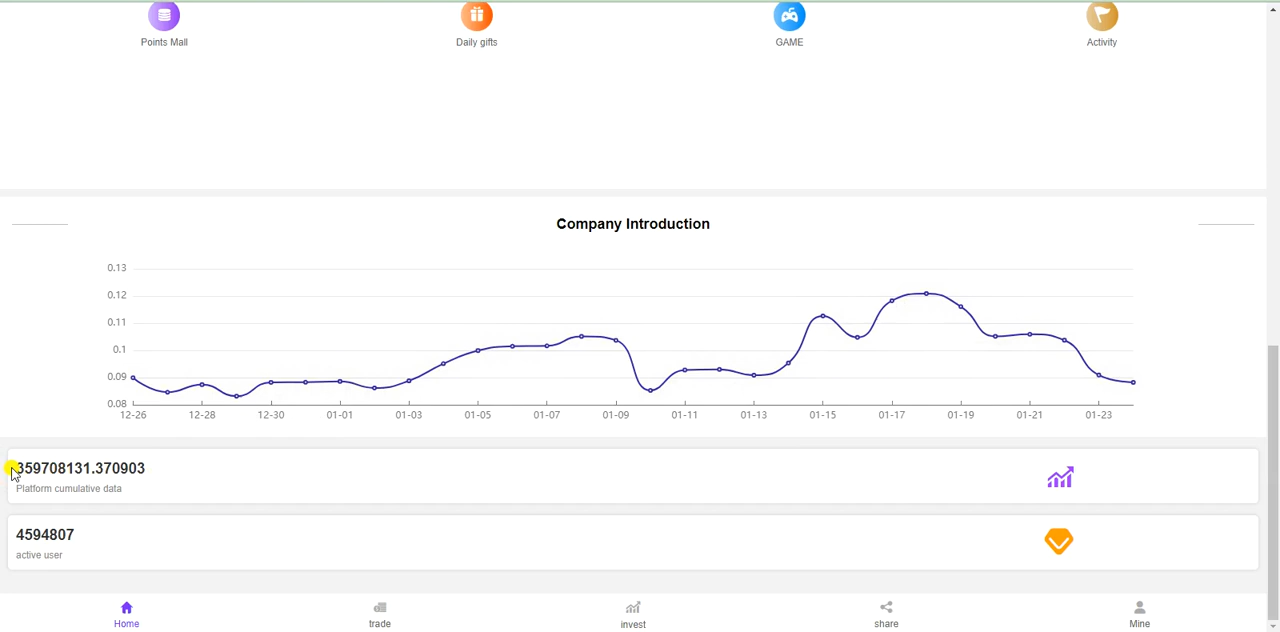 Points Mall
Daily gifts
GAME
Activity
Company Introduction
0.13
0.12
0.11
0.1
0.09
0.08
12-26 12-28 12-30 01-01 01-03 01-05 01-07 01-09 01-11 01-13 01-15 01-17 01-19 01-21 01-23
359708131.370903
Platform cumulative data
4594807
active user
Home
trade
invest
share
Mine